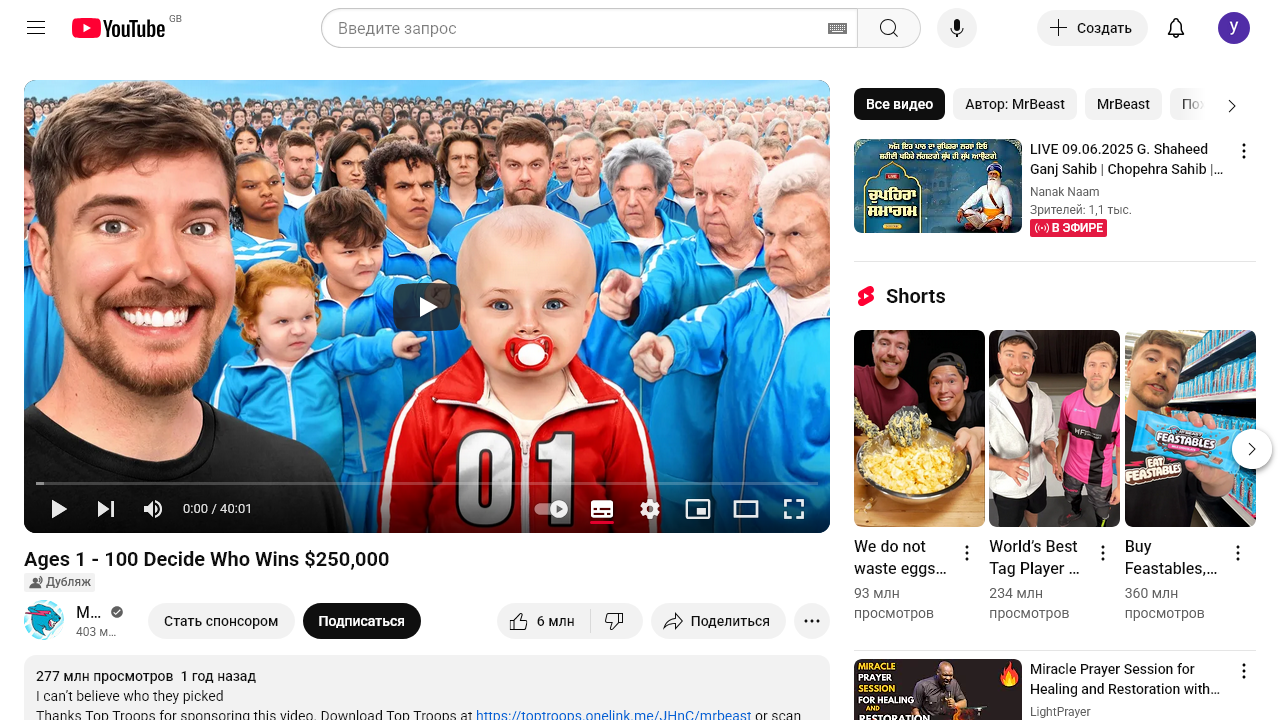 YouTube
GB
Введите запрос
Создать
У
01
0:00 / 40:01
Ages 1 - 100 Decide Who Wins $250,000
Дубляж
M…
403 м…
Стать спонсором
Подписаться
6 млн
Поделиться
277 млн просмотров 1 год назад
I can't believe who they picked
Thanks Top Troops for sponsoring this video. Download Top Troops at https://toptroops.onelink.me/JHnC/mrbeast or scan
Все видео
Автор: MrBeast
MrBeast
ਚੁਪਹਿਰਾ
ਸਮਾਗਮ
LIVE
LIVE 09.06.2025 G. Shaheed
Ganj Sahib | Chopehra Sahib |…
Nanak Naam
Зрителей: 1,1 тыс.
В ЭФИРЕ
Shorts
FEASTABLES
EAT
FEASTABLES
We do not
waste eggs…
93 млн
просмотров
World's Best
Tag Player …
234 млн
просмотров
Buy
Feastables,…
360 млн
просмотров
MIRACLE
PRAYER
SESSION
FOR HEALING
AND
RESTORATION
Miracle Prayer Session for
Healing and Restoration with…
LightPrayer